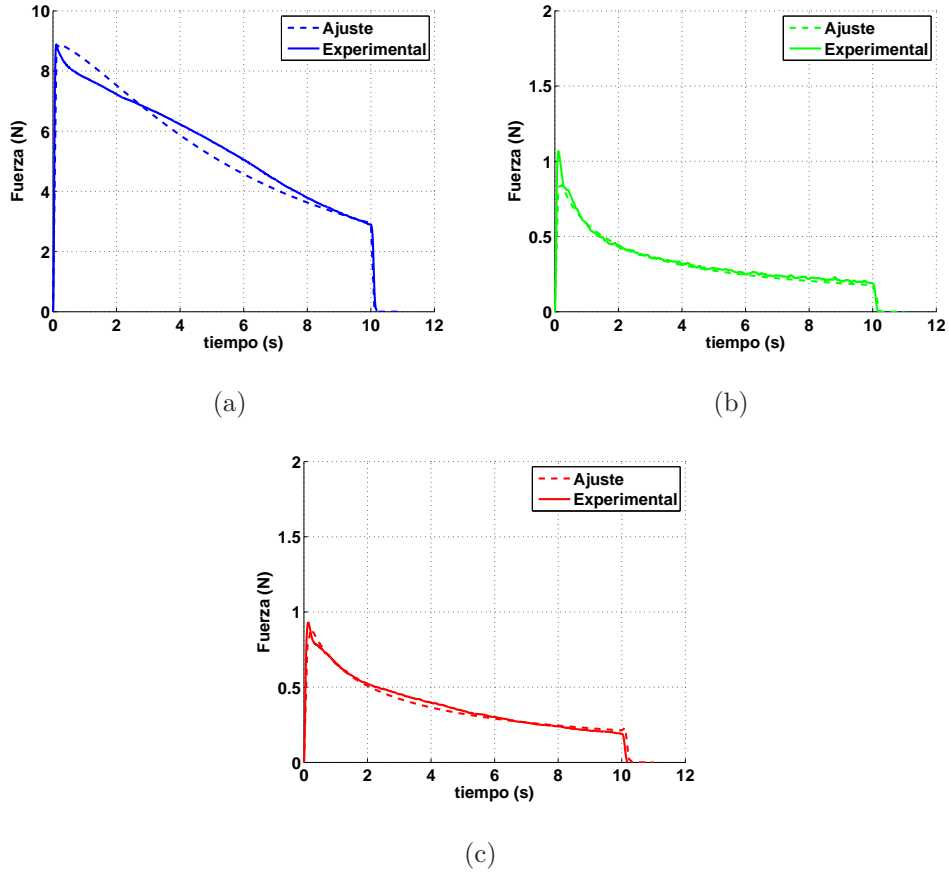 10
8
6
4
2
0
Fuerza (N)
0 2 4 6 8 10 12
tiempo (s)
Ajuste
Experimental
(a)
2
1.5
1
0.5
0
Fuerza (N)
0 2 4 6 8 10 12
tiempo (s)
Ajuste
Experimental
(b)
2
1.5
1
0.5
0
Fuerza (N)
0 2 4 6 8 10 12
tiempo (s)
Ajuste
Experimental
(c)